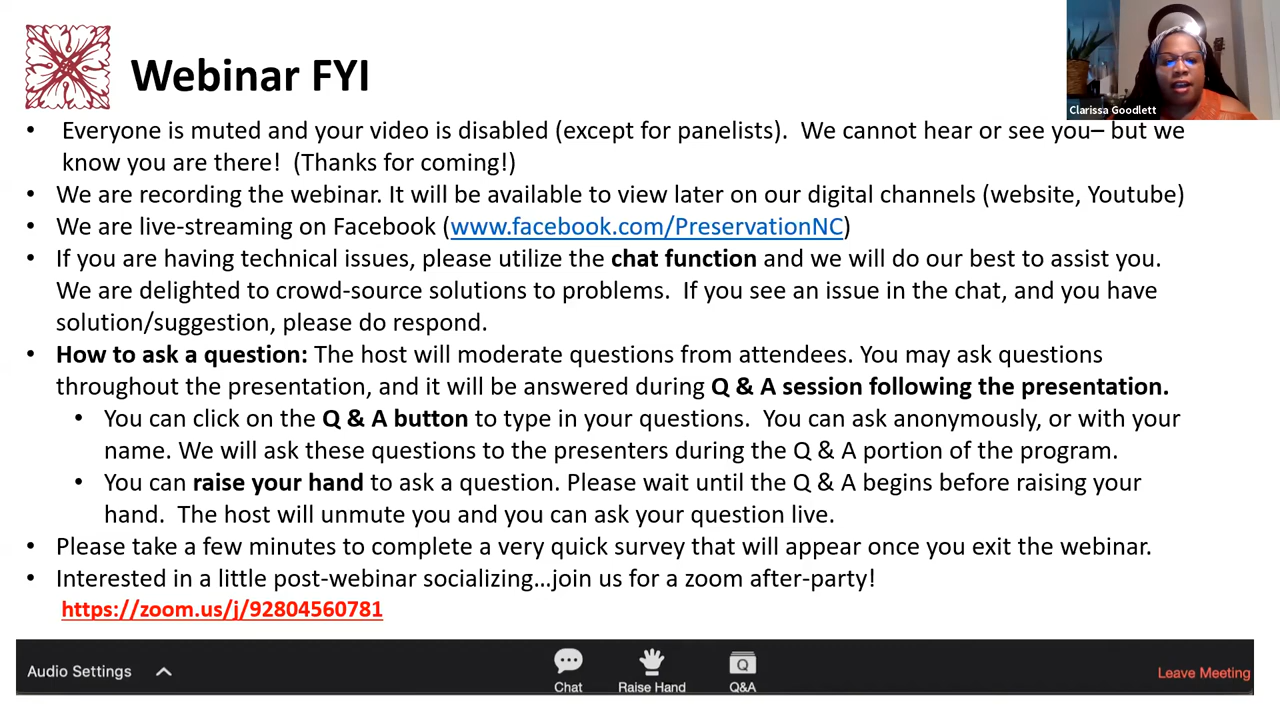 Webinar FYI
Clarissa Goodlett
• Everyone is muted and your video is disabled (except for panelists).  We cannot hear or see you– but we
know you are there!  (Thanks for coming!)
• We are recording the webinar. It will be available to view later on our digital channels (website, Youtube)
• We are live-streaming on Facebook (www.facebook.com/PreservationNC)
• If you are having technical issues, please utilize the chat function and we will do our best to assist you.
We are delighted to crowd-source solutions to problems.  If you see an issue in the chat, and you have
solution/suggestion, please do respond.
• How to ask a question: The host will moderate questions from attendees. You may ask questions
throughout the presentation, and it will be answered during Q & A session following the presentation.
• You can click on the Q & A button to type in your questions.  You can ask anonymously, or with your
name. We will ask these questions to the presenters during the Q & A portion of the program.
• You can raise your hand to ask a question. Please wait until the Q & A begins before raising your
hand.  The host will unmute you and you can ask your question live.
• Please take a few minutes to complete a very quick survey that will appear once you exit the webinar.
• Interested in a little post-webinar socializing…join us for a zoom after-party!
https://zoom.us/j/92804560781
Audio Settings
Chat
Raise Hand
Q
Q&A
Leave Meeting